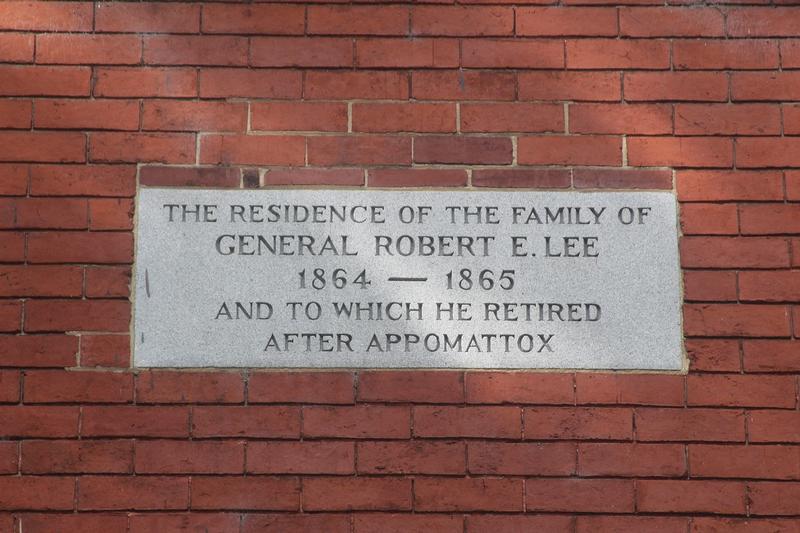 THE RESIDENCE OF THE FAMILY OF
GENERAL ROBERT E. LEE
1864 — 1865
AND TO WHICH HE RETIRED
AFTER APPOMATTOX